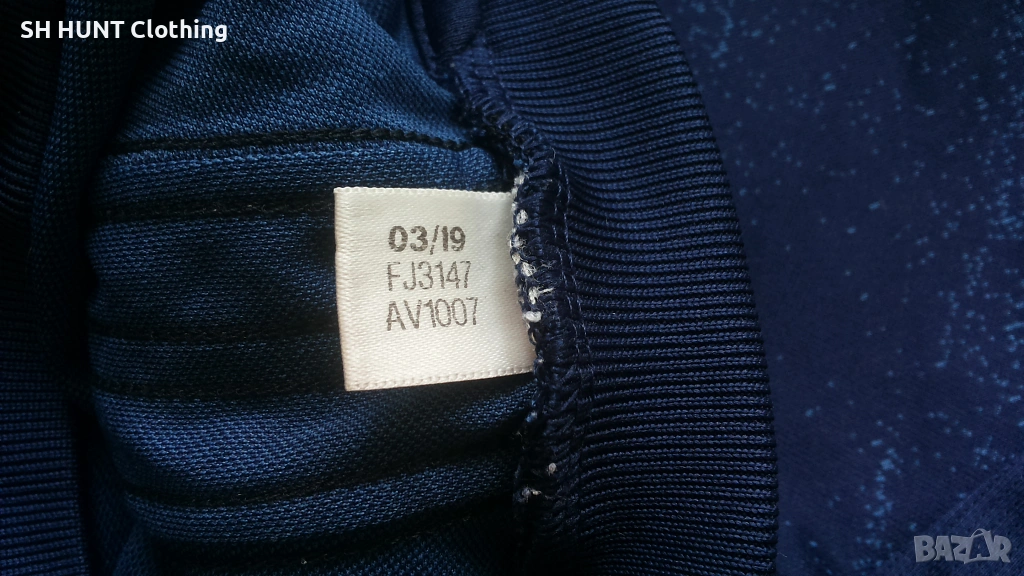 SH HUNT Clothing
03/19
FJ3147
AV1007
BAZAR